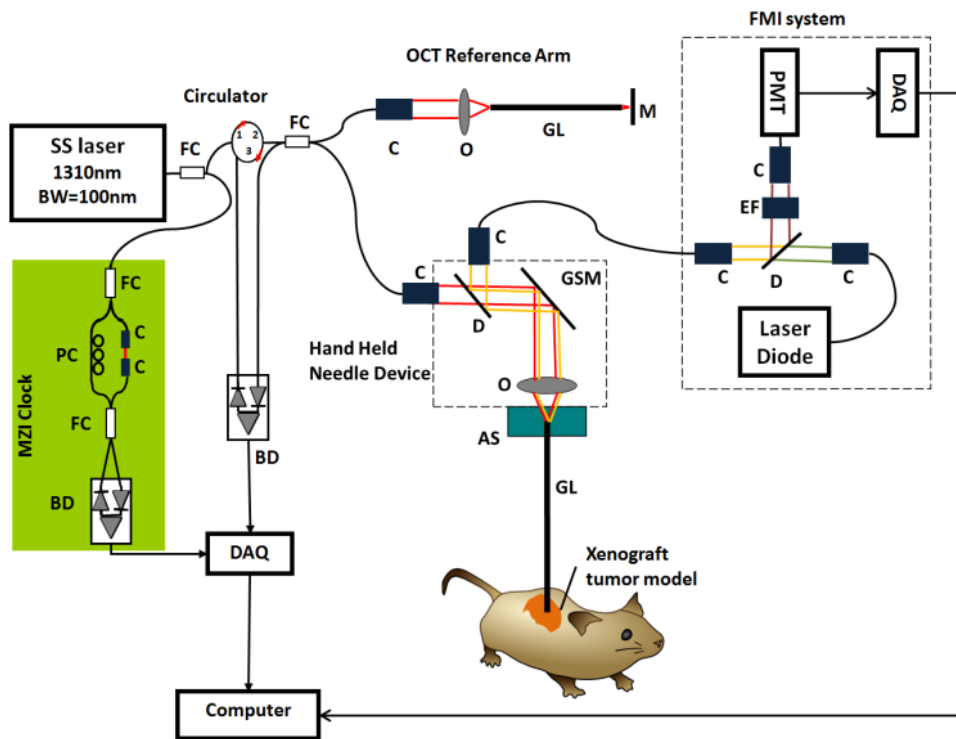 FMI system
OCT Reference Arm
PMT
DAQ
Circulator
SS laser
1310nm
BW=100nm
FC
1 2
3
FC
C
O
GL
M
C
EF
C
D
C
Laser
Diode
C
C
GSM
D
Hand Held
Needle Device
O
AS
GL
FC
PC
C
C
FC
MZI Clock
BD
BD
DAQ
Xenograft
tumor model
Computer